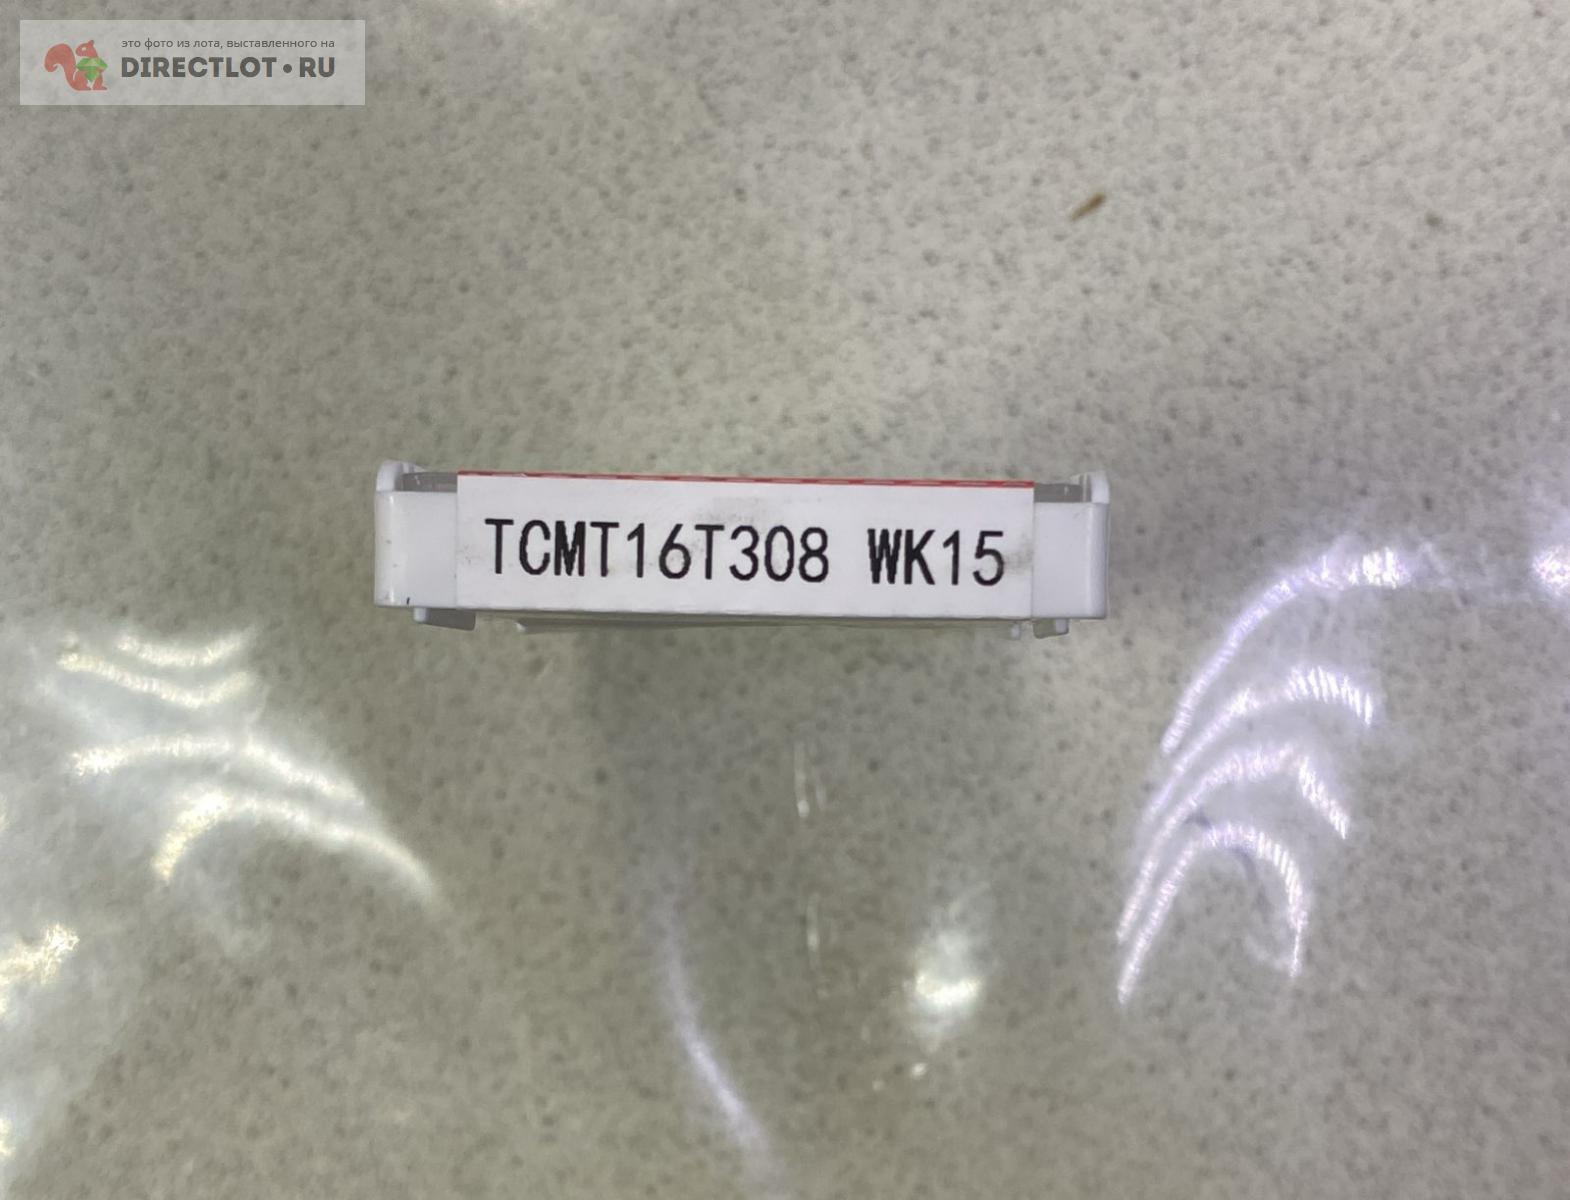 это фото из лота, выставленного на
DIRECTLOT•RU
TCMT16T308 WK15